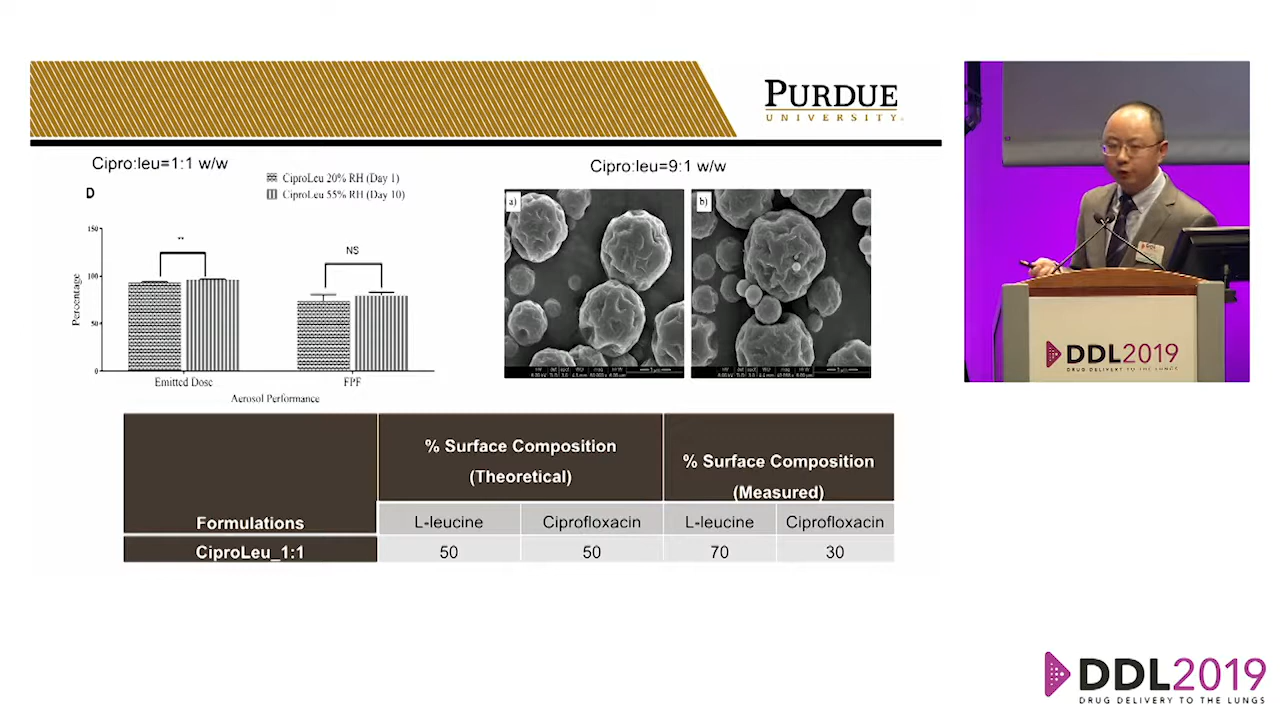 PURDUE
UNIVERSITY
Cipro:leu=1:1 w/w
Cipro:leu=9:1 w/w
D
CiproLeu 20% RH (Day 1)
CiproLeu 55% RH (Day 10)
a)
b)
150
100
50
0
Percentage
**
NS
Emitted Dose
FPF
Aerosol Performance
% Surface Composition
(Theoretical)
% Surface Composition
(Measured)
Formulations
L-leucine
Ciprofloxacin
L-leucine
Ciprofloxacin
CiproLeu_1:1
50
50
70
30
DDL2019
DRUG DELIVERY TO THE LUNGS
DDL2019
DRUG DELIVERY TO THE LUNGS